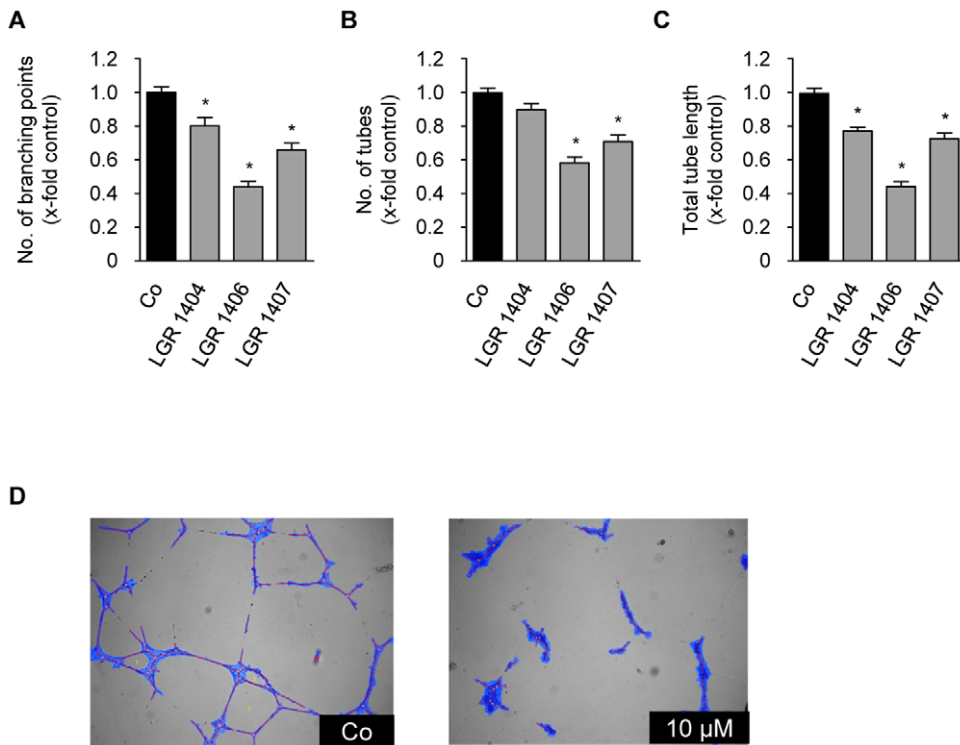 A
No. of branching points
(x-fold control)
1.2
1.0
0.8
0.6
0.4
0.2
0
*
*
*
Co
LGR 1404
LGR 1406
LGR 1407
B
No. of tubes
(x-fold control)
1.2
1.0
0.8
0.6
0.4
0.2
0
*
*
Co
LGR 1404
LGR 1406
LGR 1407
C
Total tube length
(x-fold control)
1.2
1.0
0.8
0.6
0.4
0.2
0
*
*
*
Co
LGR 1404
LGR 1406
LGR 1407
D
Co
10 µM